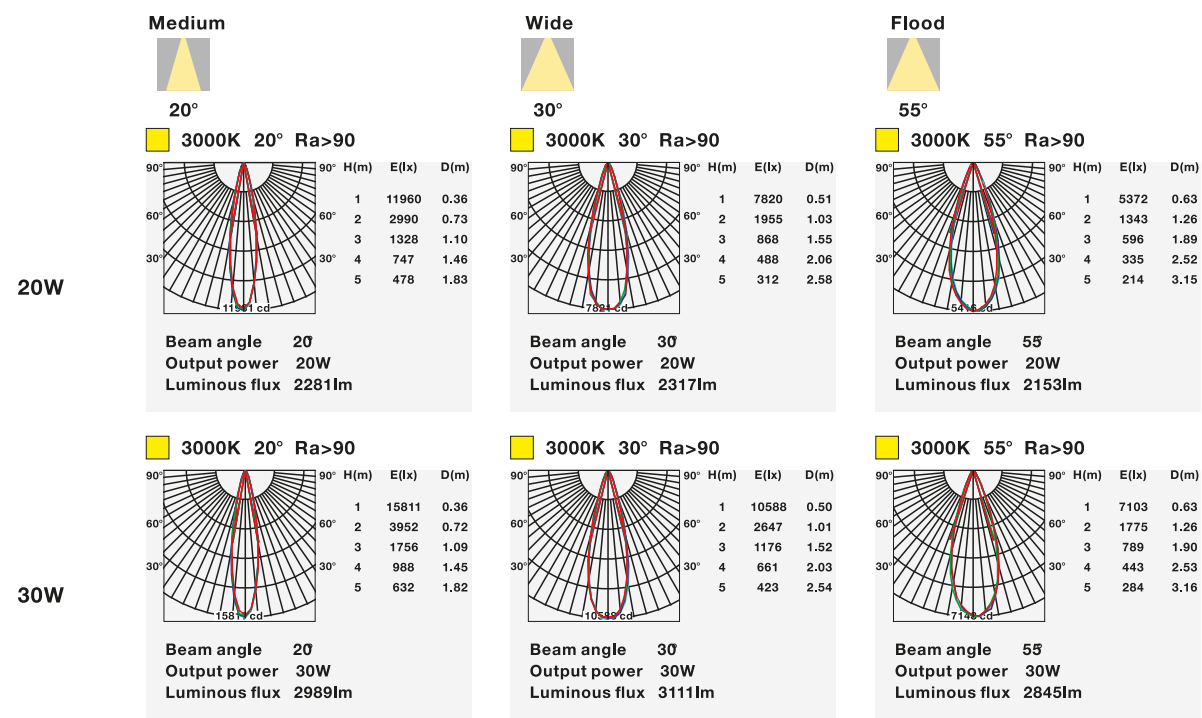 Medium
20°
Wide
30°
Flood
55°
20W
3000K 20° Ra>90
90° 90° H(m) E(lx) D(m)
1 11960 0.36
60° 60° 2 2990 0.73
3 1328 1.10
30° 30° 4 747 1.46
5 478 1.83
cd
Beam angle 20°
Output power 20W
Luminous flux 2281lm
3000K 30° Ra>90
90° 90° H(m) E(lx) D(m)
1 7820 0.51
60° 60° 2 1955 1.03
3 868 1.55
30° 30° 4 488 2.06
5 312 2.58
7821 cd
Beam angle 30°
Output power 20W
Luminous flux 2317lm
3000K 55° Ra>90
90° 90° H(m) E(lx) D(m)
1 5372 0.63
60° 60° 2 1343 1.26
3 596 1.89
30° 30° 4 335 2.52
5 214 3.15
5416 cd
Beam angle 55°
Output power 20W
Luminous flux 2153lm
30W
3000K 20° Ra>90
90° 90° H(m) E(lx) D(m)
1 15811 0.36
60° 60° 2 3952 0.72
3 1756 1.09
30° 30° 4 988 1.45
5 632 1.82
cd
Beam angle 20°
Output power 30W
Luminous flux 2989lm
3000K 30° Ra>90
90° 90° H(m) E(lx) D(m)
1 10588 0.50
60° 60° 2 2647 1.01
3 1176 1.52
30° 30° 4 661 2.03
5 423 2.54
cd
Beam angle 30°
Output power 30W
Luminous flux 3111lm
3000K 55° Ra>90
90° 90° H(m) E(lx) D(m)
1 7103 0.63
60° 60° 2 1775 1.26
3 789 1.90
30° 30° 4 443 2.53
5 284 3.16
cd
Beam angle 55°
Output power 30W
Luminous flux 2845lm